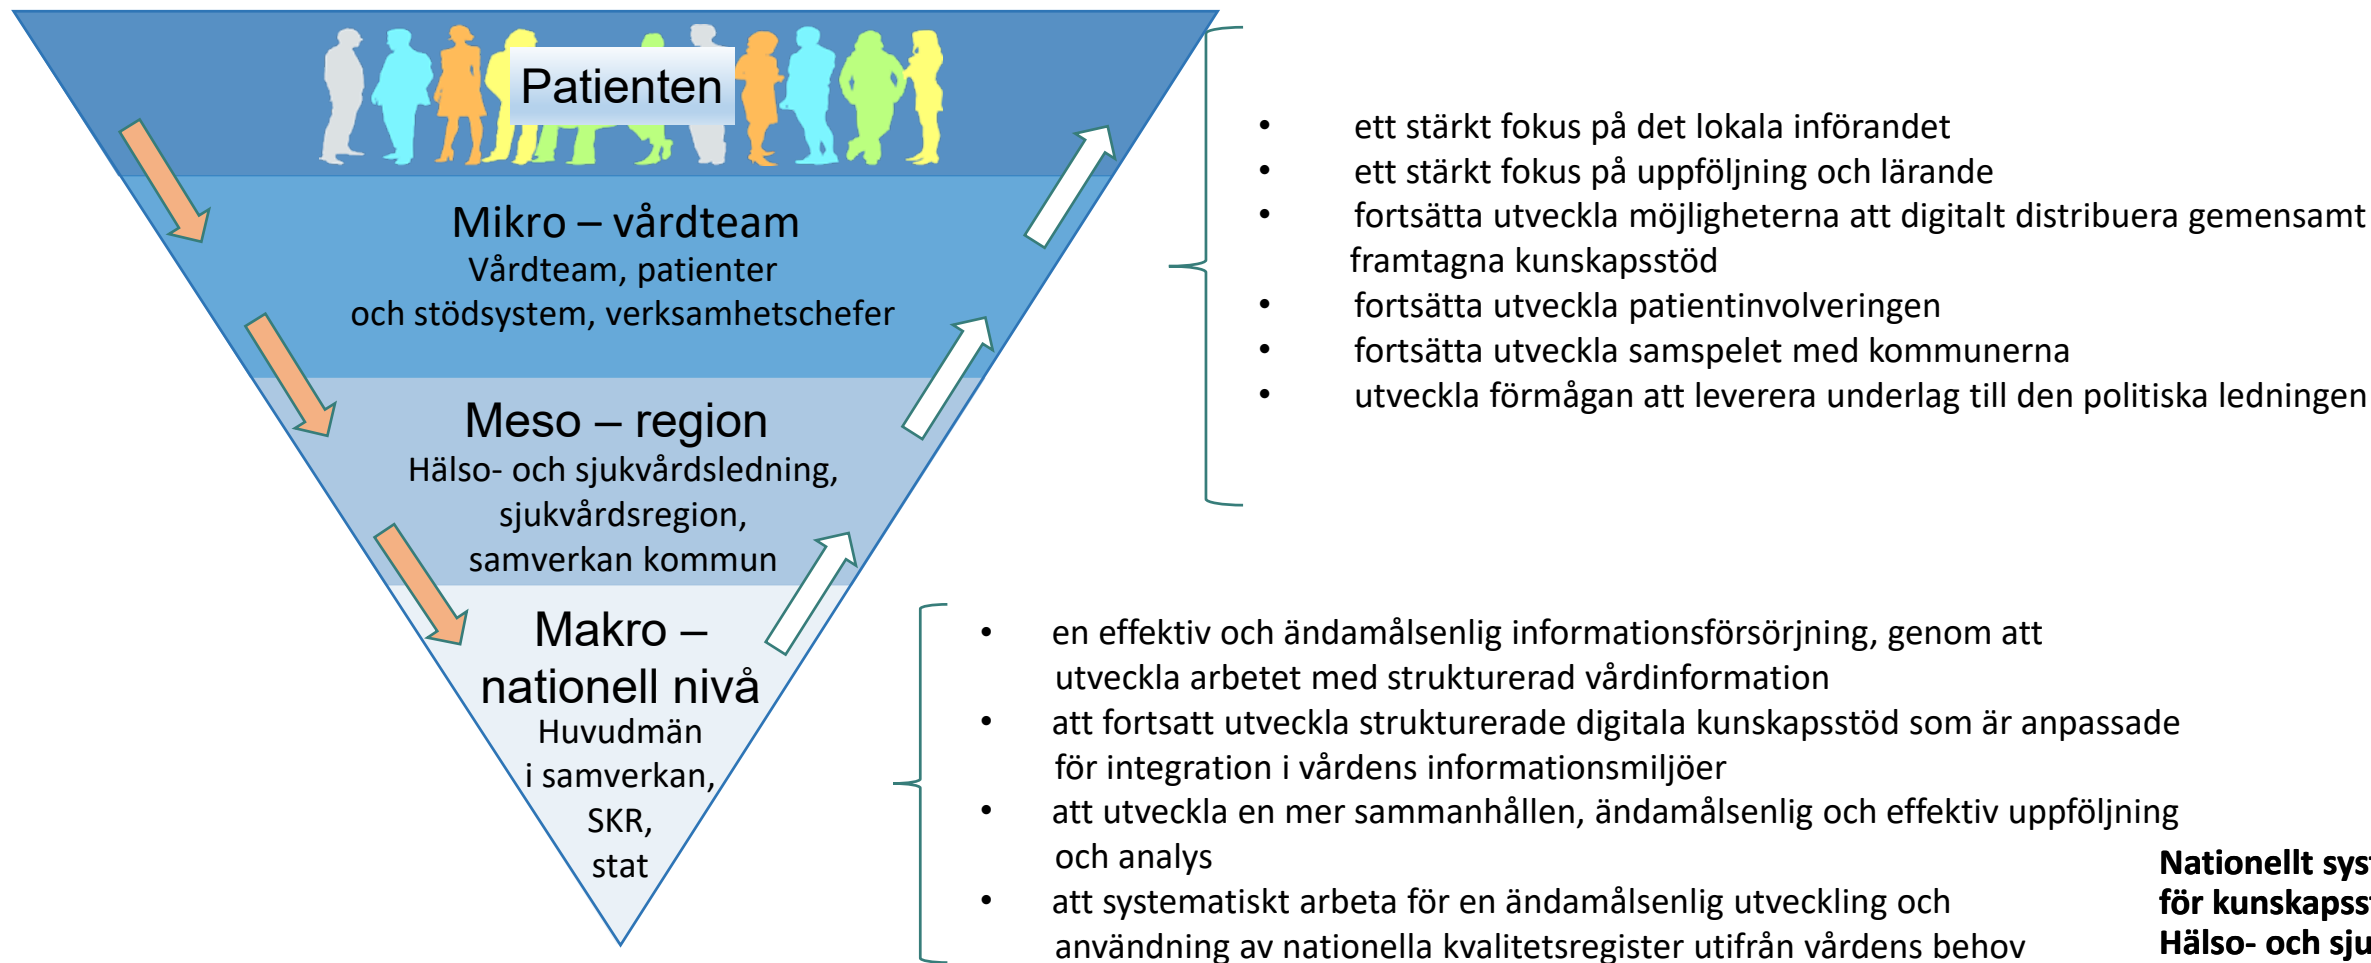 Patienten
Mikro – vårdteam
Vårdteam, patienter
och stödsystem, verksamhetschefer
Meso – region
Hälso- och sjukvårdsledning,
sjukvårdsregion,
samverkan kommun
Makro –
nationell nivå
Huvudmän
i samverkan,
SKR,
stat
• ett stärkt fokus på det lokala införandet
• ett stärkt fokus på uppföljning och lärande
• fortsätta utveckla möjligheterna att digitalt distribuera gemensamt
framtagna kunskapsstöd
• fortsätta utveckla patientinvolveringen
• fortsätta utveckla samspelet med kommunerna
• utveckla förmågan att leverera underlag till den politiska ledningen
• en effektiv och ändamålsenlig informationsförsörjning, genom att
utveckla arbetet med strukturerad vårdinformation
• att fortsatt utveckla strukturerade digitala kunskapsstöd som är anpassade
för integration i vårdens informationsmiljöer
• att utveckla en mer sammanhållen, ändamålsenlig och effektiv uppföljning
och analys
• att systematiskt arbeta för en ändamålsenlig utveckling och
användning av nationella kvalitetsregister utifrån vårdens behov
Nationellt
för
Hälso- och